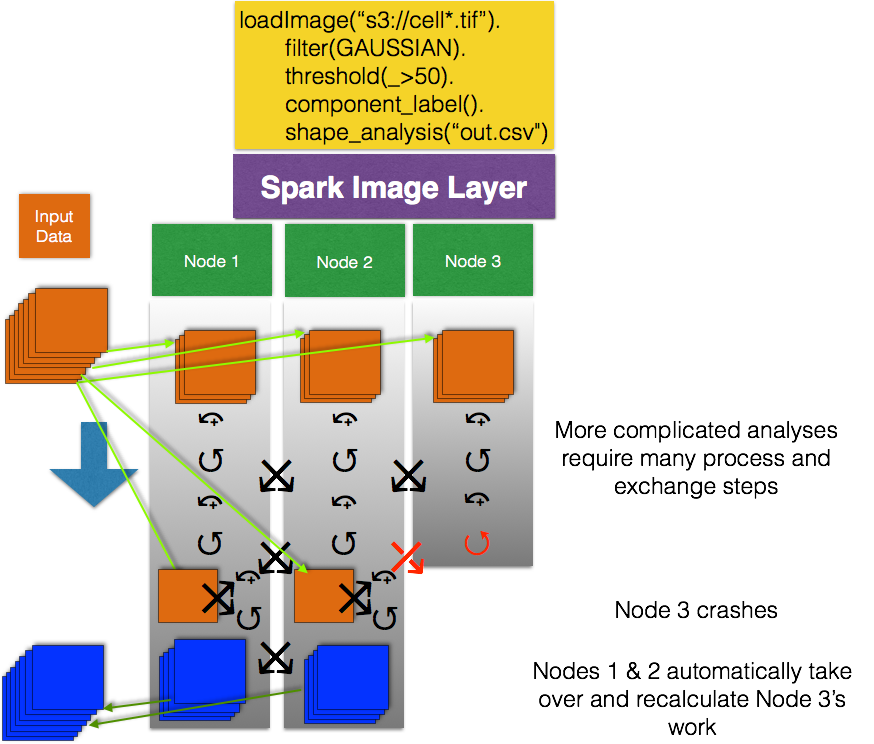 loadImage(“s3://cell*.tif”).
filter(GAUSSIAN).
threshold(_>50).
component_label().
shape_analysis(“out.csv")
Spark Image Layer
Input
Data
Node 1
Node 2
Node 3
More complicated analyses
require many process and
exchange steps
Node 3 crashes
Nodes 1 & 2 automatically take
over and recalculate Node 3’s
work